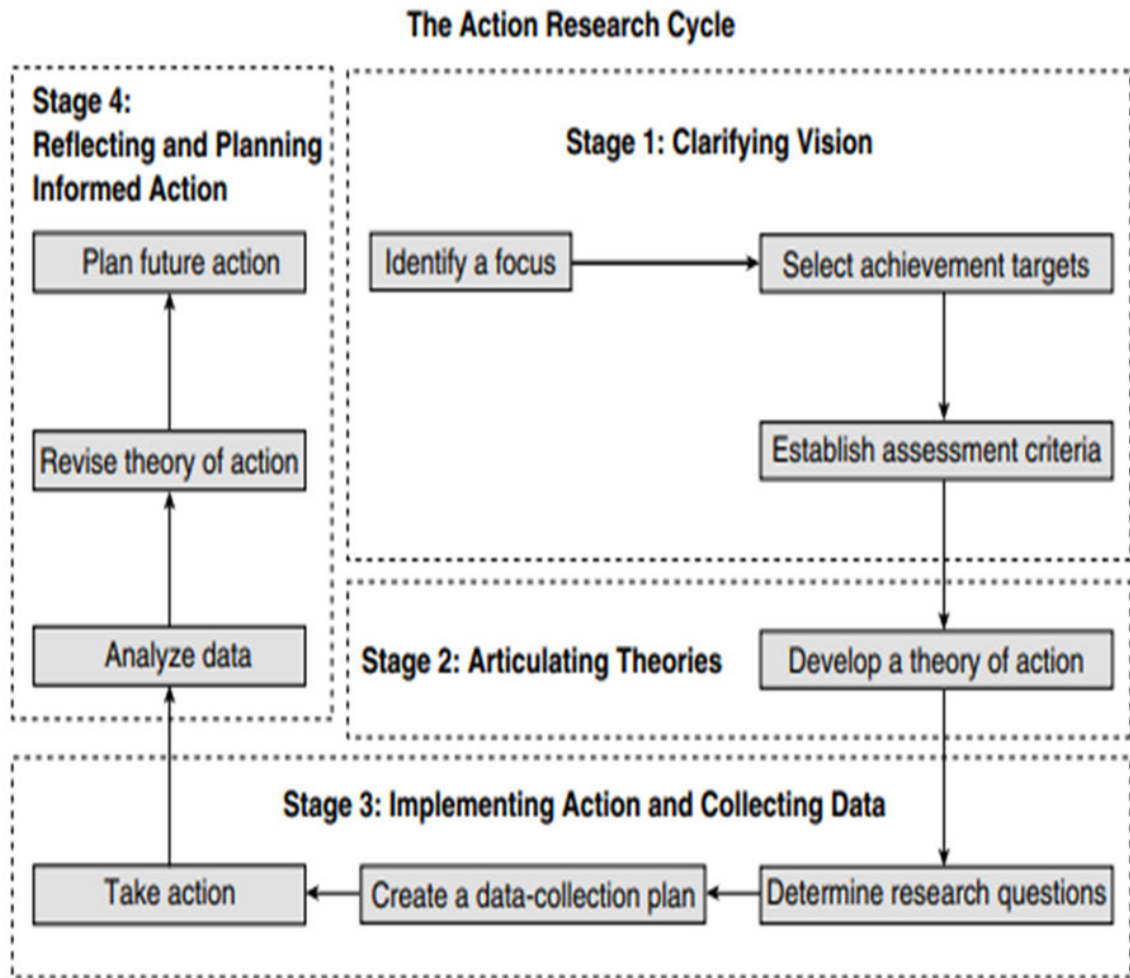 The Action Research Cycle
Stage 4:
Reflecting and Planning
Informed Action
Plan future action
Revise theory of action
Analyze data
Stage 1: Clarifying Vision
Identify a focus
Select achievement targets
Establish assessment criteria
Stage 2: Articulating Theories
Develop a theory of action
Stage 3: Implementing Action and Collecting Data
Take action
Create a data-collection plan
Determine research questions